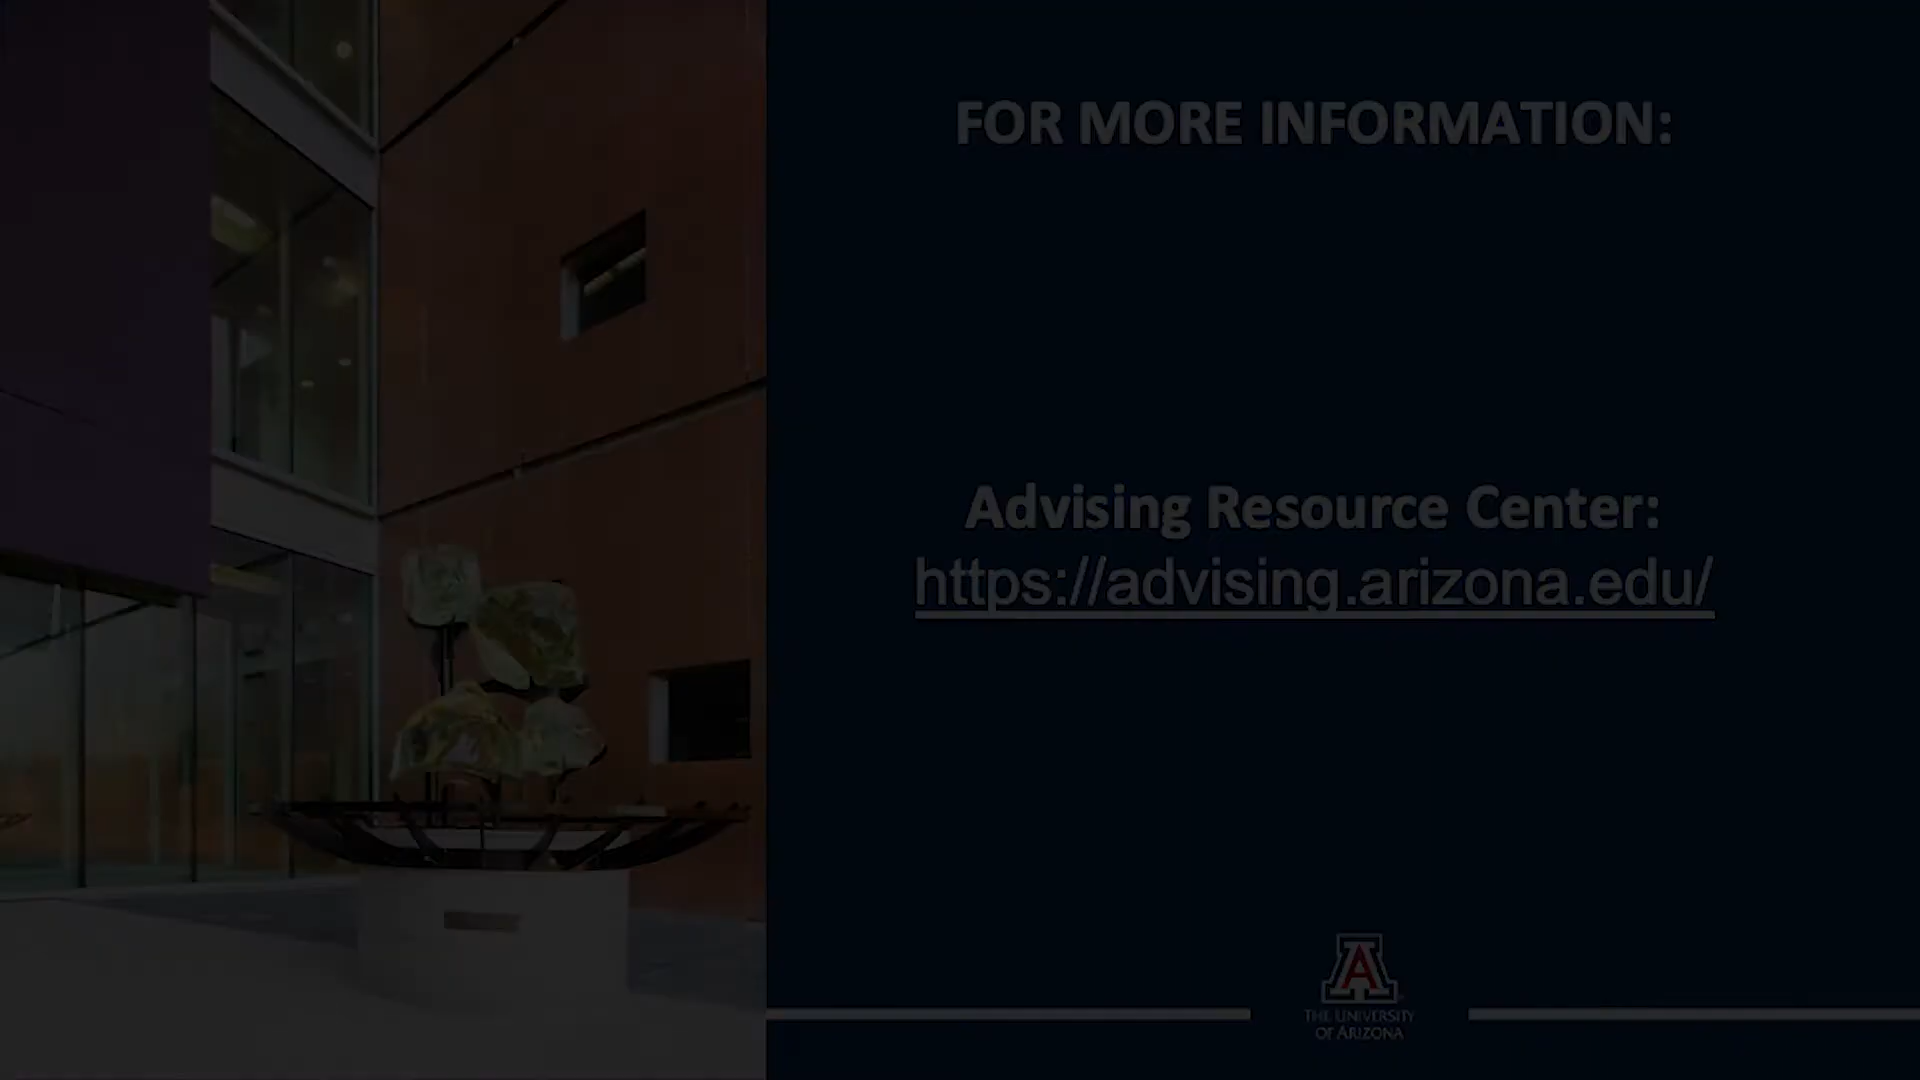 FOR MORE INFORMATION:
Advising Resource Center:
https://advising.arizona.edu/
A
THE UNIVERSITY
OF ARIZONA